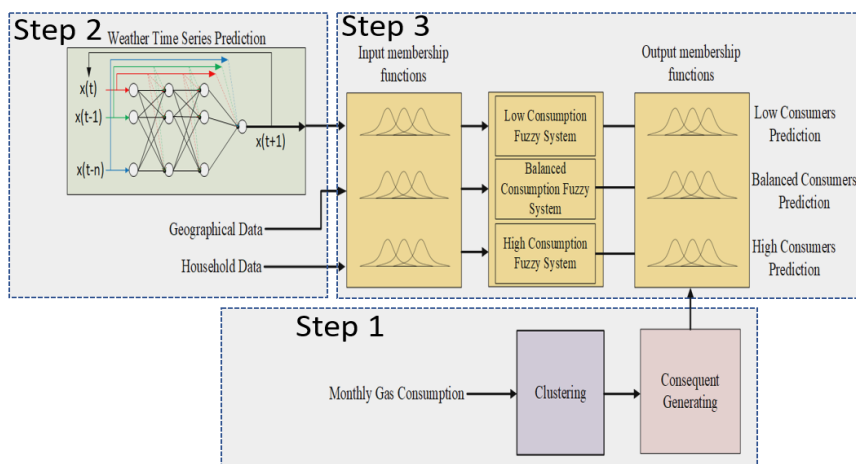 Step 2
Weather Time Series Prediction
x(t)
x(t-1)
x(t-n)
x(t+1)
Geographical Data
Household Data
Step 3
Input membership
functions
Output membership
functions
Low Consumption
Fuzzy System
Balanced
Consumption Fuzzy
System
High Consumption
Fuzzy System
Low Consumers
Prediction
Balanced Consumers
Prediction
High Consumers
Prediction
Step 1
Monthly Gas Consumption
Clustering
Consequent
Generating